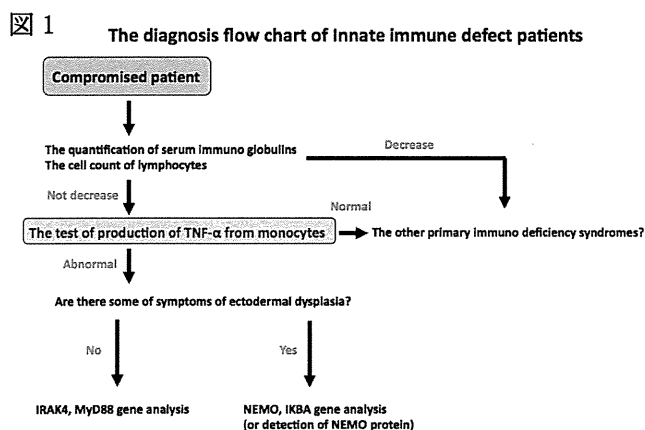 図 1
The diagnosis flow chart of Innate immune defect patients
Compromised patient
The quantification of serum immuno globulins
The cell count of lymphocytes
Decrease
Not decrease
Normal
The test of production of TNF-α from monocytes
The other primary immuno deficiency syndromes?
Abnormal
Are there some of symptoms of ectodermal dysplasia?
No
Yes
IRAK4, MyD88 gene analysis
NEMO, IKBA gene analysis
(or detection of NEMO protein)